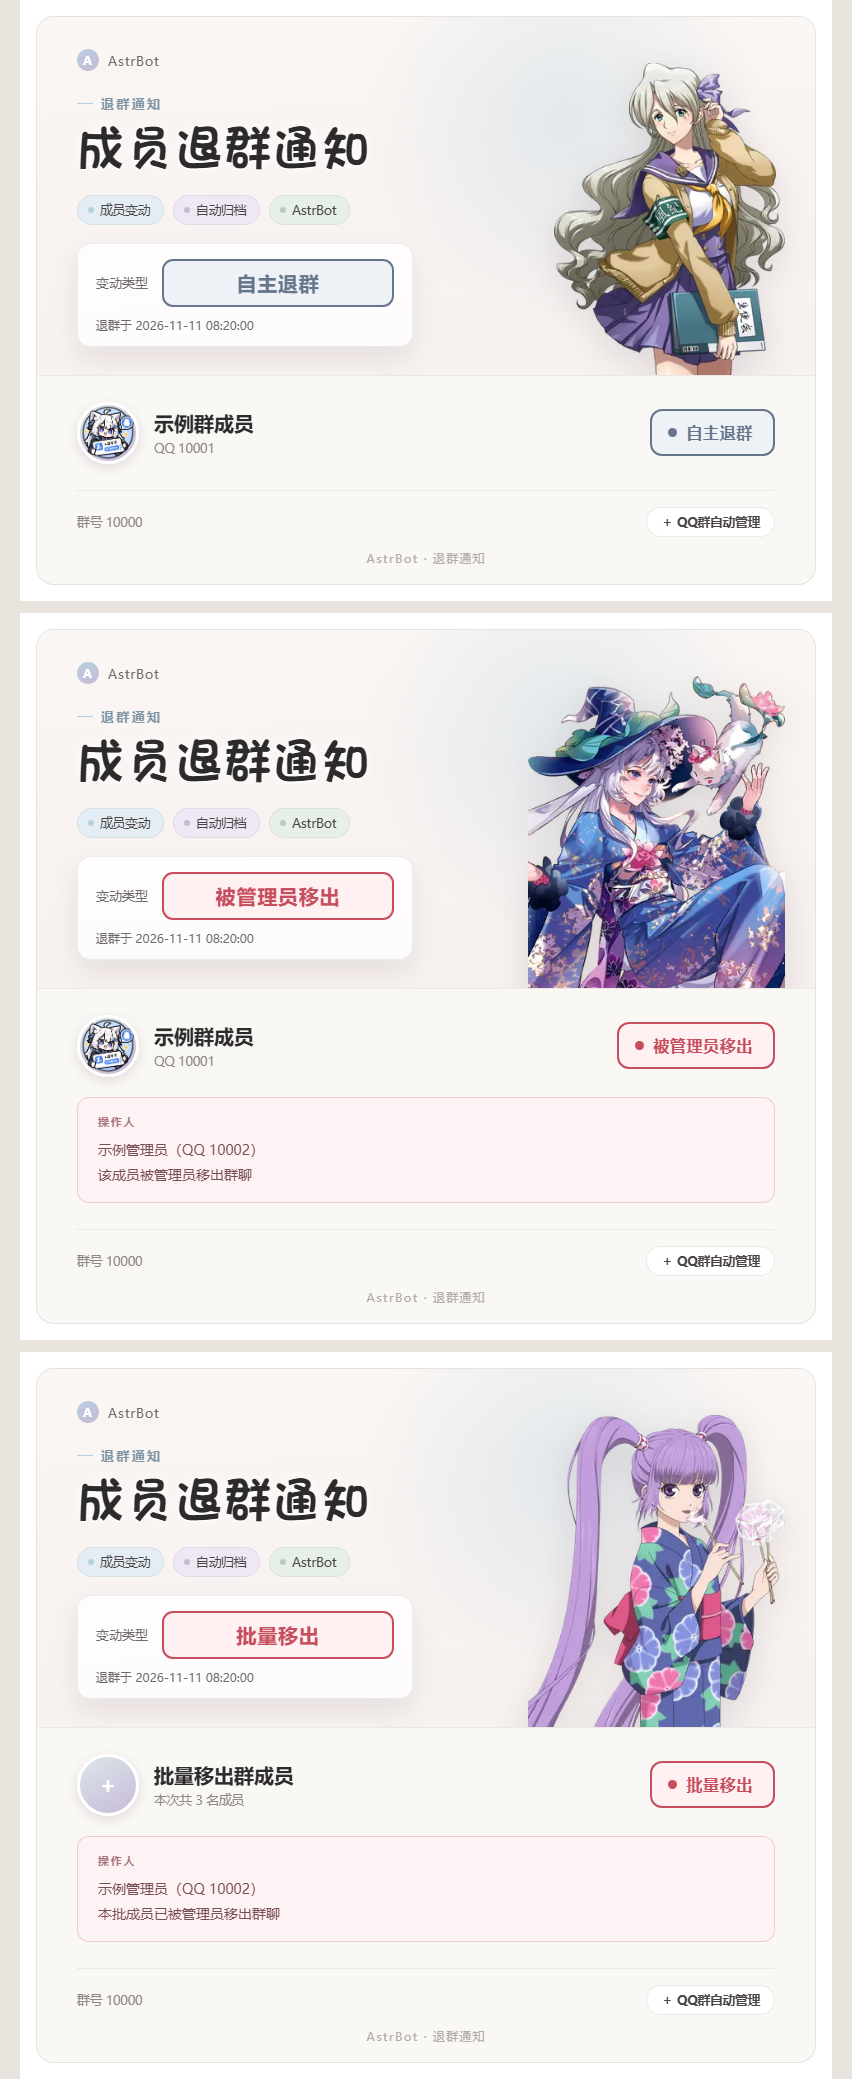 A AstrBot
退群通知
成员退群通知
成员变动 自动归档 AstrBot
变动类型 自主退群
退群于 2026-11-11 08:20:00
示例群成员
QQ 10001
自主退群
群号 10000
+ QQ群自动管理
AstrBot · 退群通知
A AstrBot
退群通知
成员退群通知
成员变动 自动归档 AstrBot
变动类型 被管理员移出
退群于 2026-11-11 08:20:00
示例群成员
QQ 10001
被管理员移出
操作人
示例管理员（QQ 10002）
该成员被管理员移出群聊
群号 10000
+ QQ群自动管理
AstrBot · 退群通知
A AstrBot
退群通知
成员退群通知
成员变动 自动归档 AstrBot
变动类型 批量移出
退群于 2026-11-11 08:20:00
+
批量移出群成员
本次共 3 名成员
批量移出
操作人
示例管理员（QQ 10002）
本批成员已被管理员移出群聊
群号 10000
+ QQ群自动管理
AstrBot · 退群通知